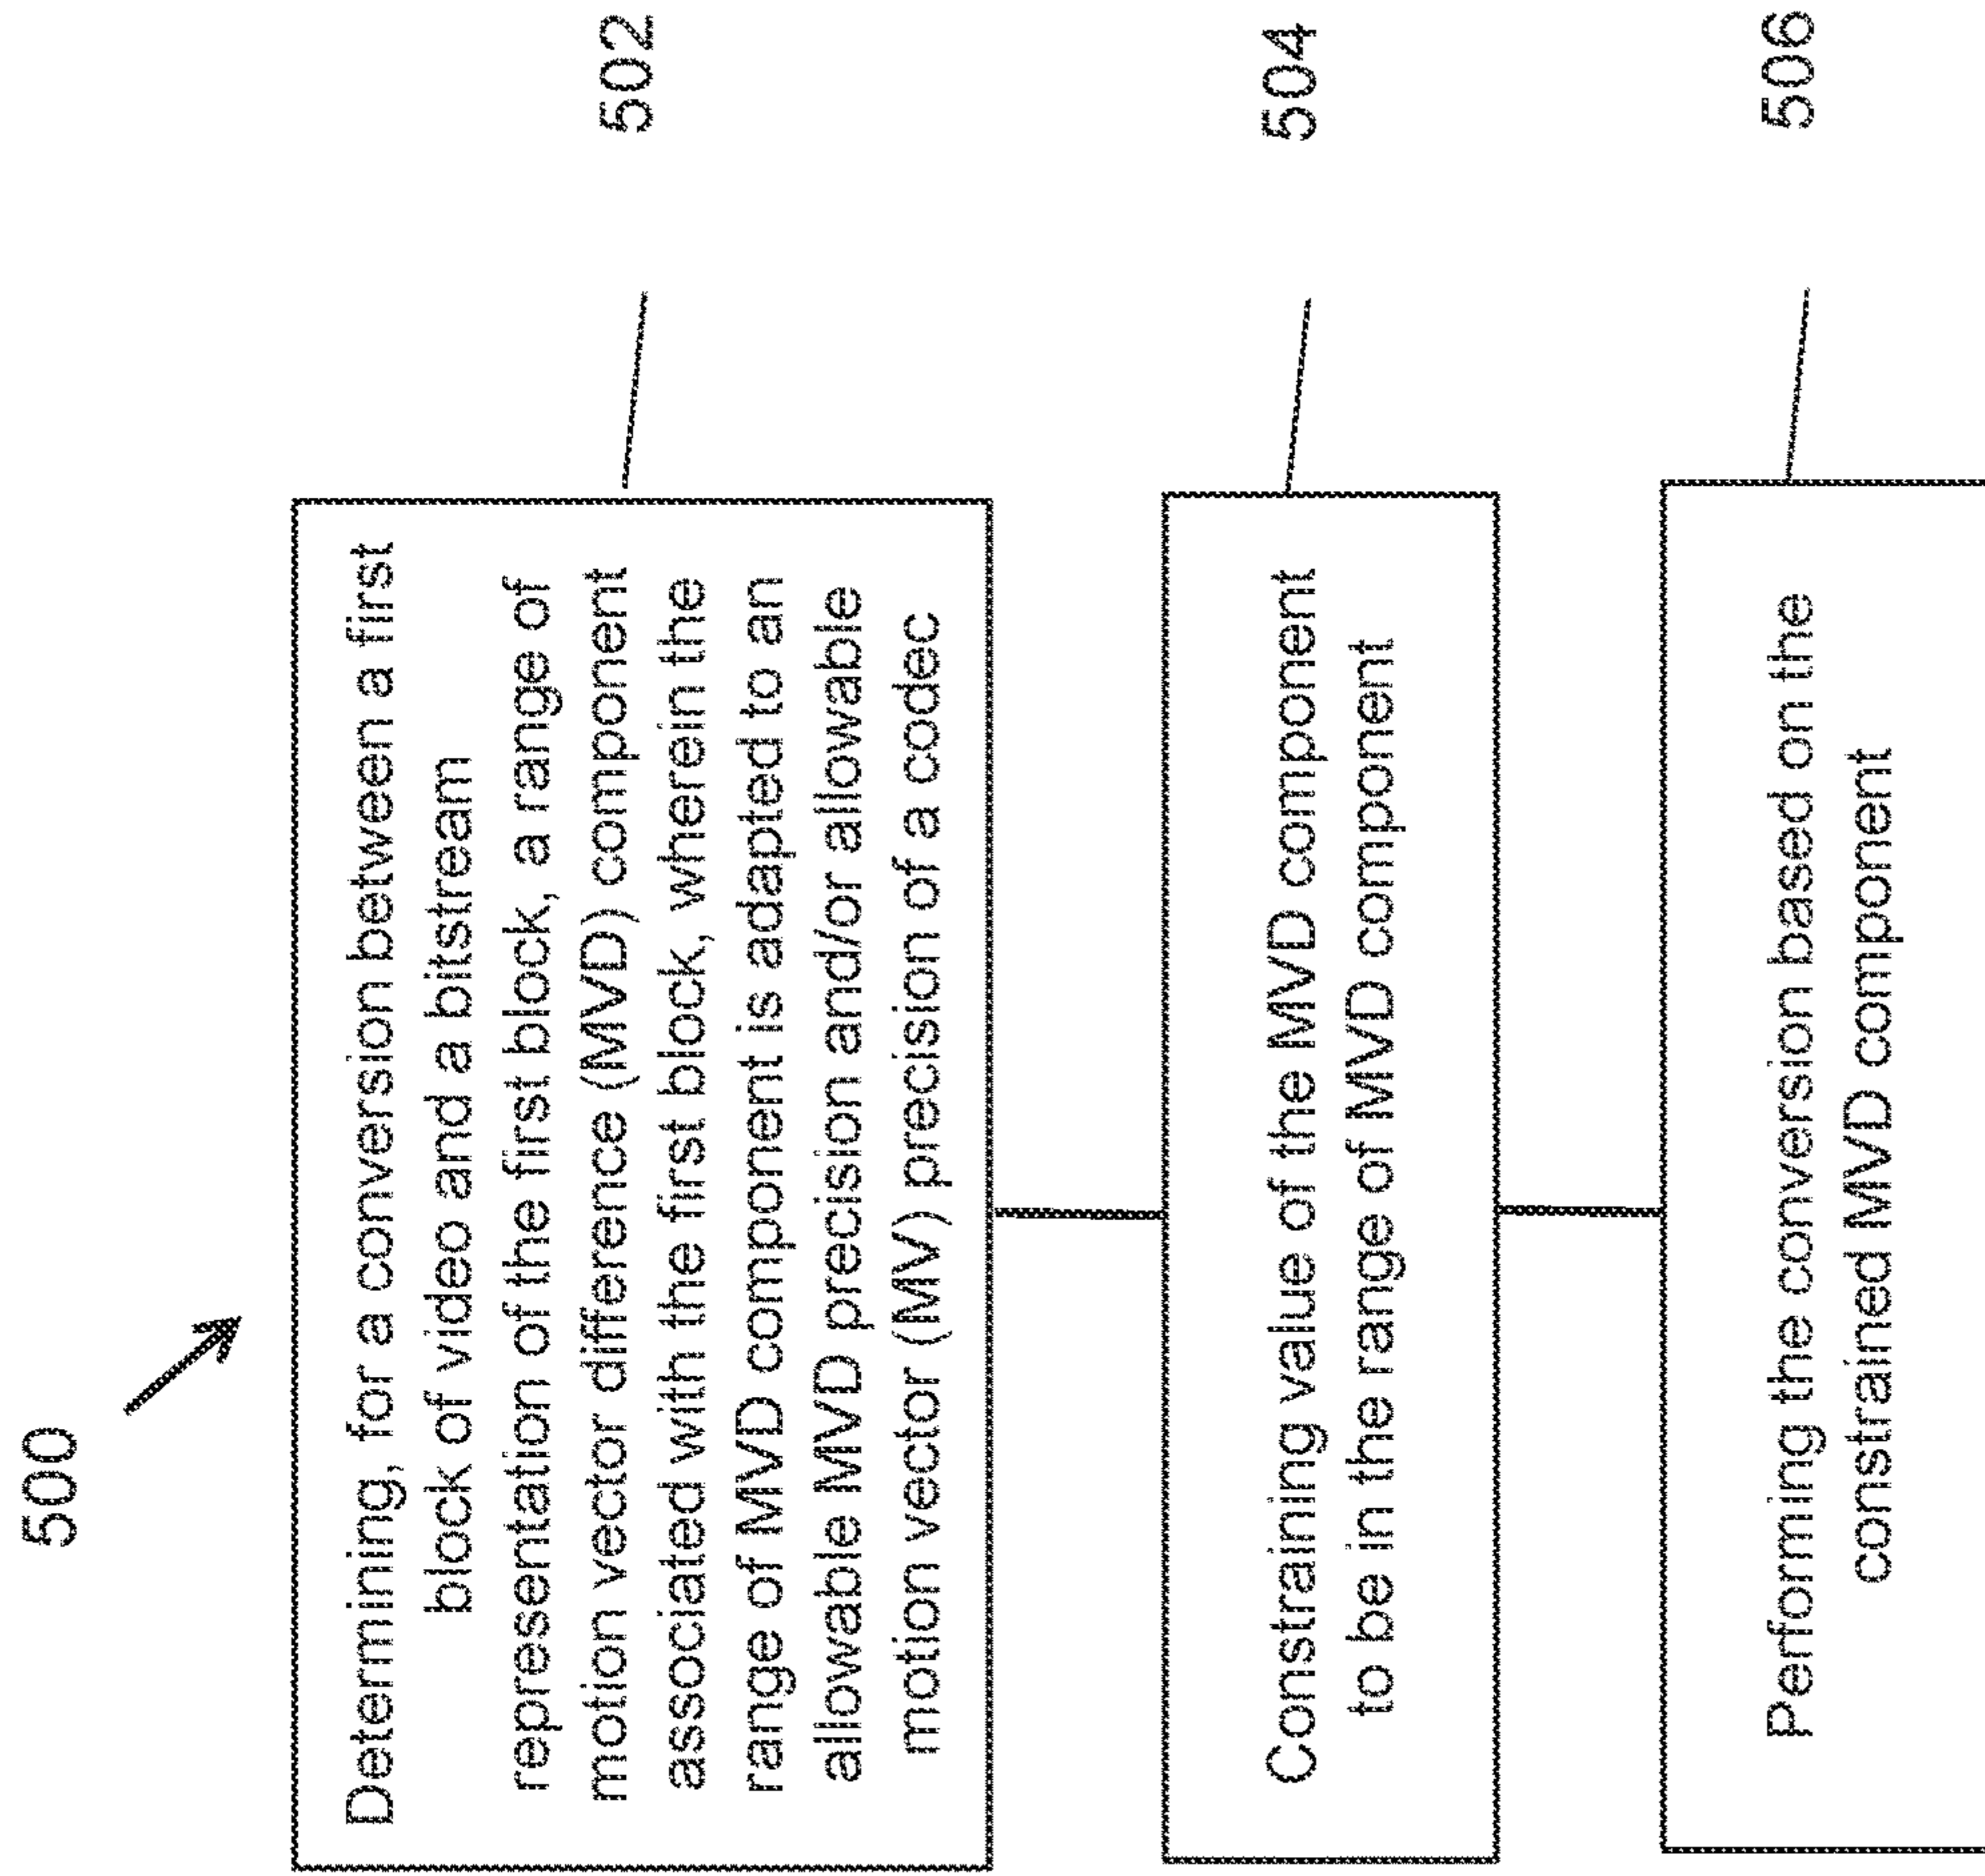 500
Determining, for a conversion between a first
block of video and a bitstream
representation of the first block, a range of
motion vector difference (MVD) component
associated with the first block, wherein the
range of MVD component is adapted to an
allowable MVD precision and/or allowable
motion vector (MV) precision of a codec
502
Constraining value of the MVD component
to be in the range of MVD component
504
Performing the conversion based on the
constrained MVD component
506